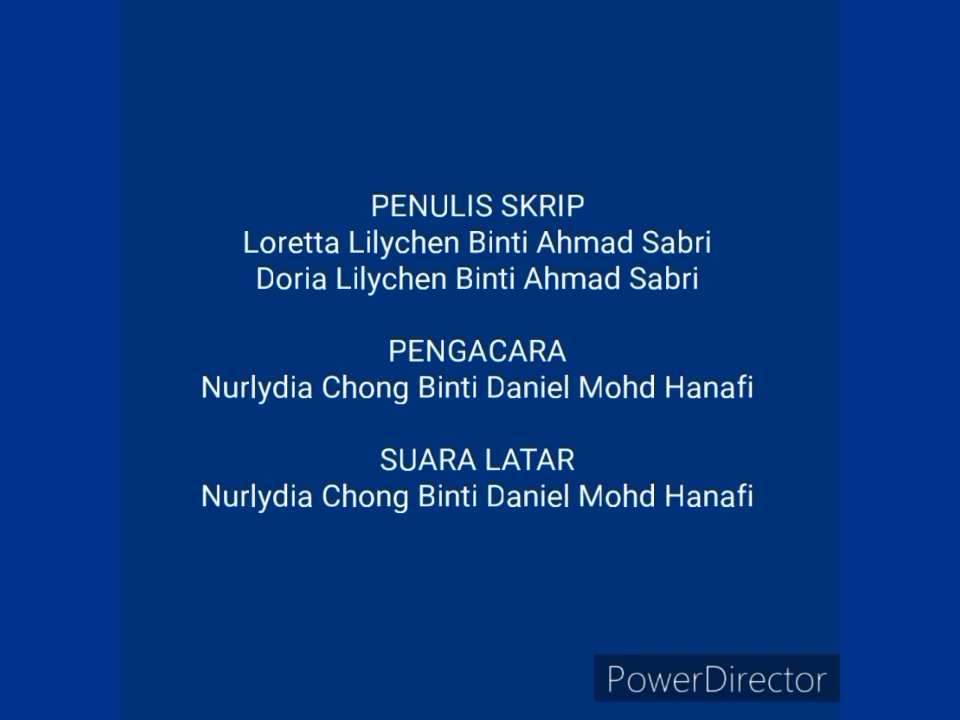 PENULIS SKRIP
Loretta Lilychen Binti Ahmad Sabri
Doria Lilychen Binti Ahmad Sabri
PENGACARA
Nurlydia Chong Binti Daniel Mohd Hanafi
SUARA LATAR
Nurlydia Chong Binti Daniel Mohd Hanafi
PowerDirector